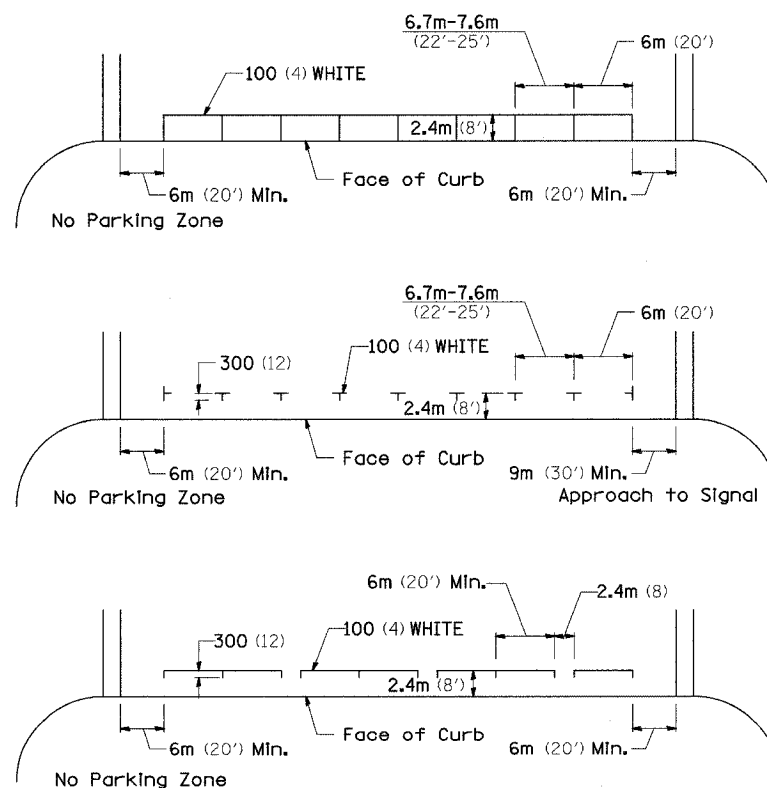 6.7m-7.6m
(22'-25')
6m (20')
100 (4) WHITE
2.4m (8')
Face of Curb
6m (20') Min.
6m (20') Min.
No Parking Zone
6.7m-7.6m
(22'-25')
6m (20')
100 (4) WHITE
300 (12)
2.4m (8')
Face of Curb
6m (20') Min.
9m (30') Min.
No Parking Zone
Approach to Signal
6m (20') Min.
2.4m (8)
100 (4) WHITE
300 (12)
2.4m (8')
Face of Curb
6m (20') Min.
6m (20') Min.
No Parking Zone